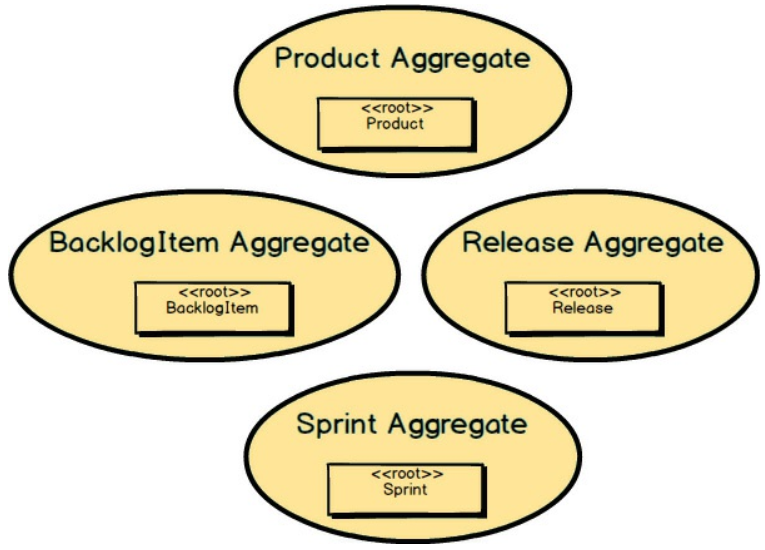 Product Aggregate
<<root>>
Product
BacklogItem Aggregate
<<root>>
BacklogItem
Release Aggregate
<<root>>
Release
Sprint Aggregate
<<root>>
Sprint